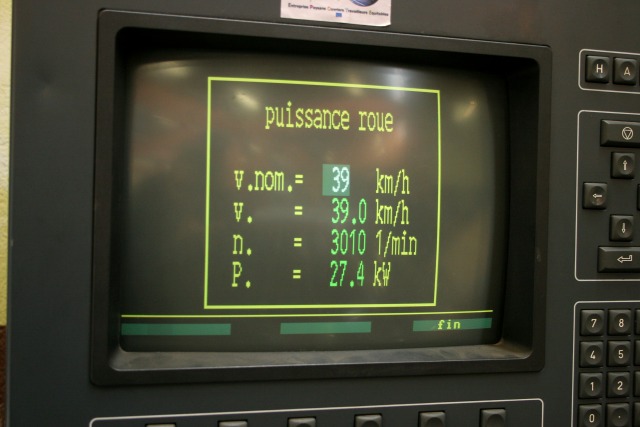 puissance roue
v.nom.= 39 km/h
v. = 39.0 km/h
n. = 3010 1/min
P. = 27.4 kW
fin
H A
7 8
4 5
1 2
0 .